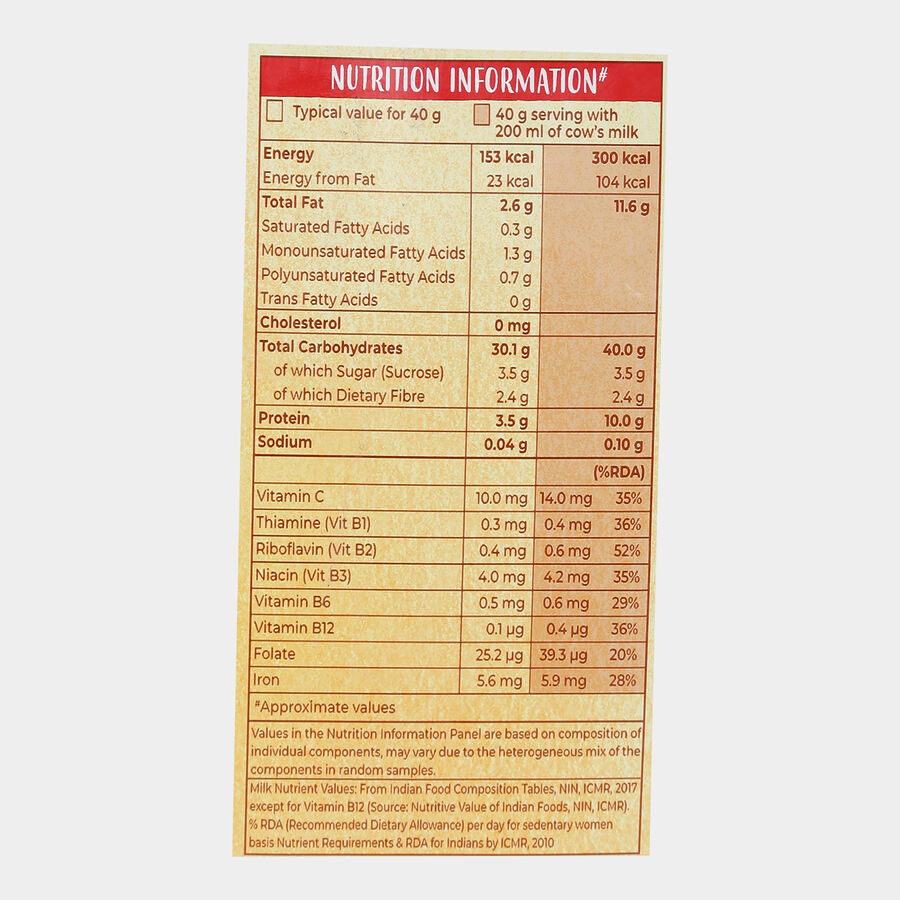 NUTRITION INFORMATION#
Typical value for 40 g
40 g serving with
200 ml of cow's milk
Energy 153 kcal 300 kcal
Energy from Fat 23 kcal 104 kcal
Total Fat 2.6 g 11.6 g
Saturated Fatty Acids 0.3 g
Monounsaturated Fatty Acids 1.3 g
Polyunsaturated Fatty Acids 0.7 g
Trans Fatty Acids 0 g
Cholesterol 0 mg
Total Carbohydrates 30.1 g 40.0 g
of which Sugar (Sucrose) 3.5 g 3.5 g
of which Dietary Fibre 2.4 g 2.4 g
Protein 3.5 g 10.0 g
Sodium 0.04 g 0.10 g
(%RDA)
Vitamin C 10.0 mg 14.0 mg 35%
Thiamine (Vit B1) 0.3 mg 0.4 mg 36%
Riboflavin (Vit B2) 0.4 mg 0.6 mg 52%
Niacin (Vit B3) 4.0 mg 4.2 mg 35%
Vitamin B6 0.5 mg 0.6 mg 29%
Vitamin B12 0.1 µg 0.4 µg 36%
Folate 25.2 µg 39.3 µg 20%
Iron 5.6 mg 5.9 mg 28%
#Approximate values
Values in the Nutrition Information Panel are based on composition of
individual components, may vary due to the heterogeneous mix of the
components in random samples.
Milk Nutrient Values: From Indian Food Composition Tables, NIN, ICMR, 2017
except for Vitamin B12 (Source: Nutritive Value of Indian Foods, NIN, ICMR).
% RDA (Recommended Dietary Allowance) per day for sedentary women
basis Nutrient Requirements & RDA for Indians by ICMR, 2010